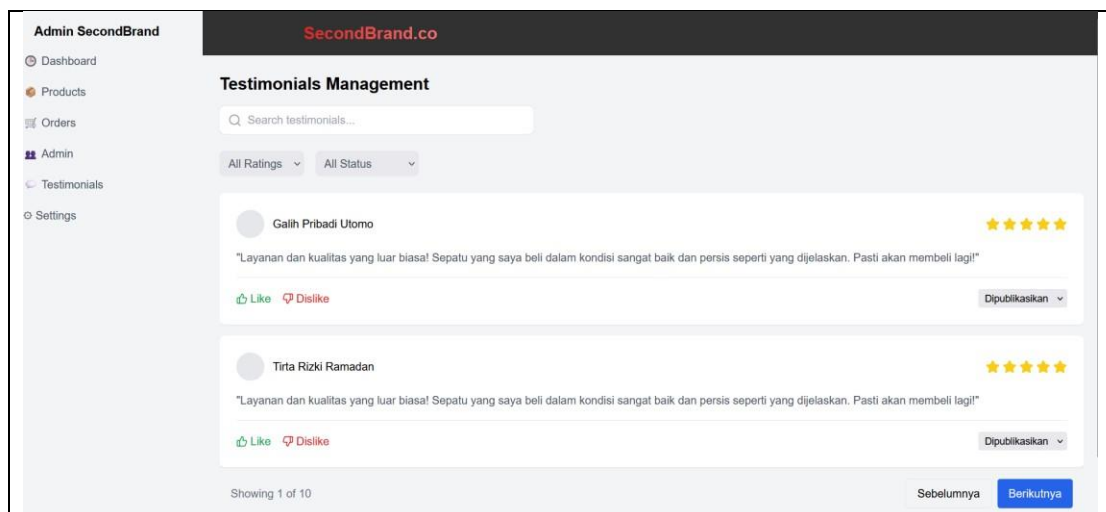 Admin SecondBrand
SecondBrand.co
Dashboard
Products
Orders
Admin
Testimonials
Settings
Testimonials Management
Search testimonials...
All Ratings
All Status
Galih Pribadi Utomo
"Layanan dan kualitas yang luar biasa! Sepatu yang saya beli dalam kondisi sangat baik dan persis seperti yang dijelaskan. Pasti akan membeli lagi!"
Like Dislike
Dipublikasikan
Tirta Rizki Ramadan
"Layanan dan kualitas yang luar biasa! Sepatu yang saya beli dalam kondisi sangat baik dan persis seperti yang dijelaskan. Pasti akan membeli lagi!"
Like Dislike
Dipublikasikan
Showing 1 of 10
Sebelumnya
Berikutnya